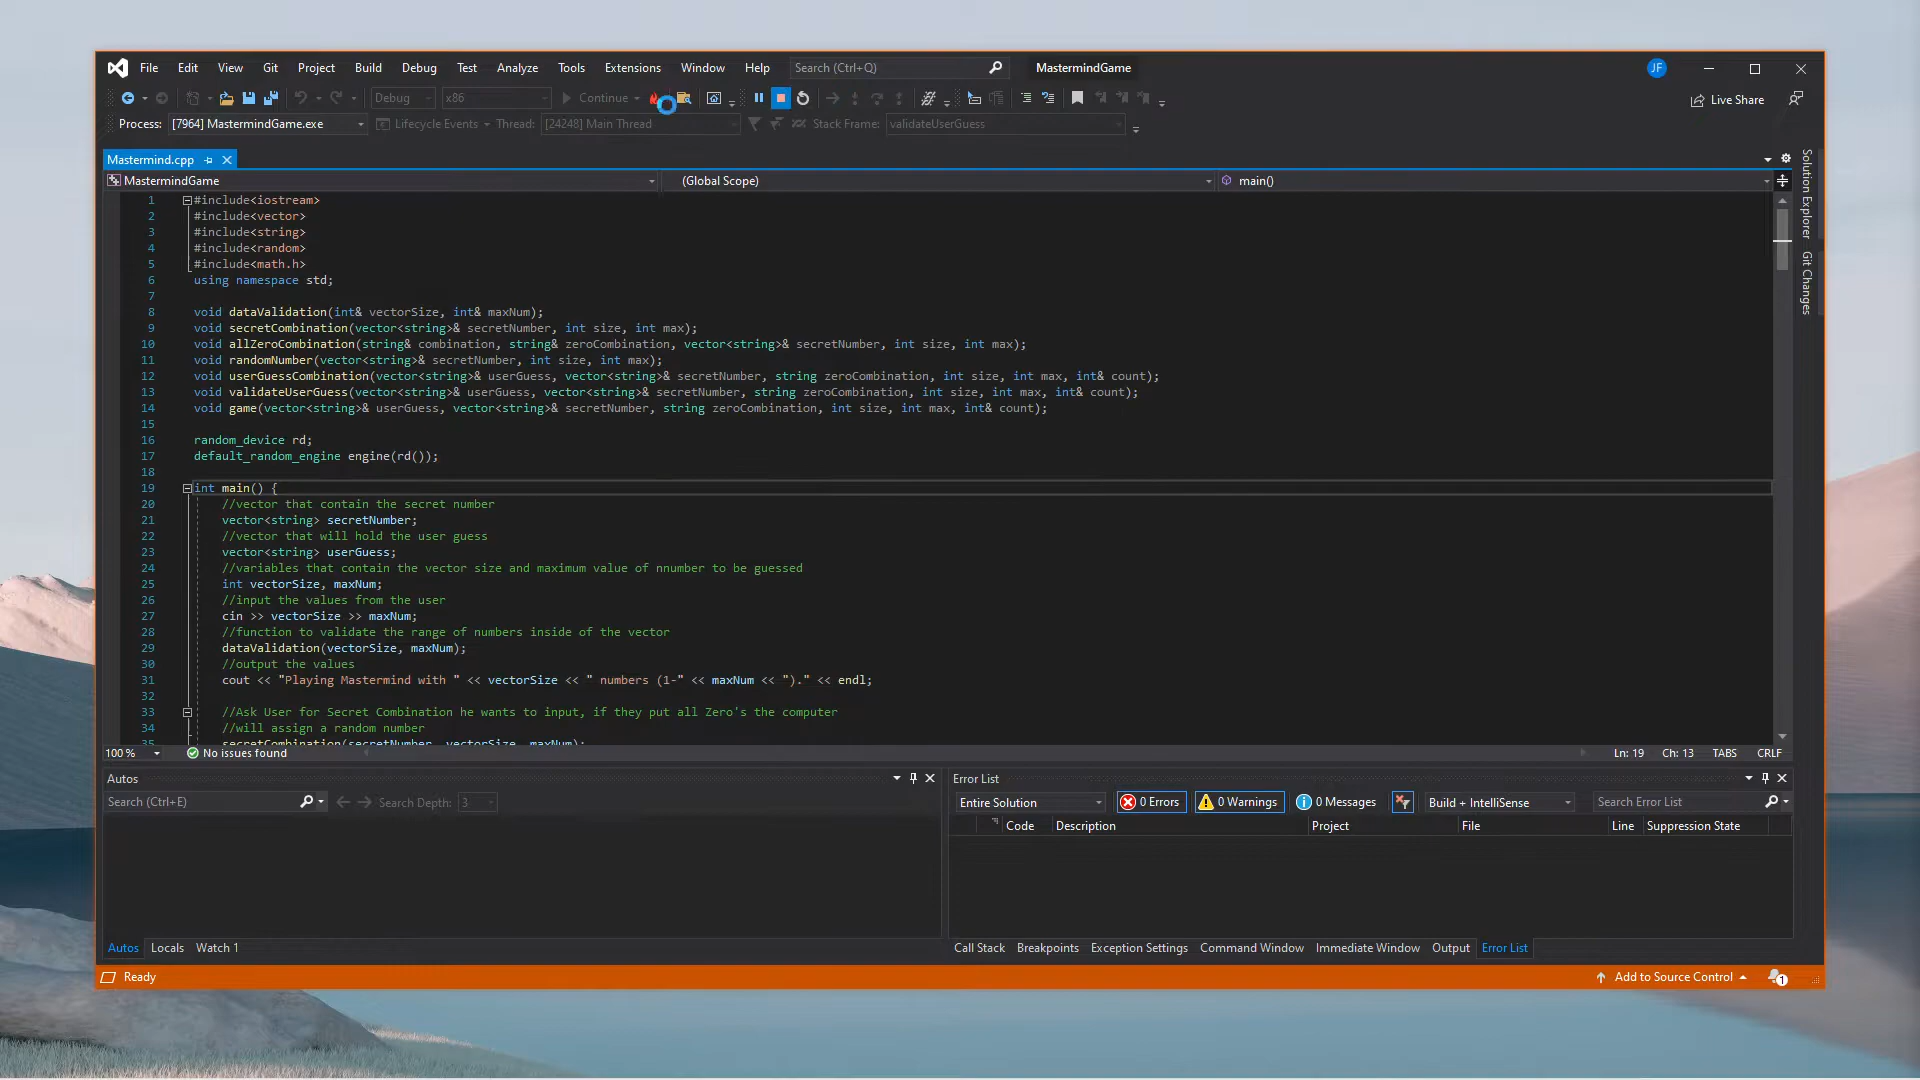 File Edit View Git Project Build Debug Test Analyze Tools Extensions Window Help Search (Ctrl+Q) MastermindGame JF
Debug x86 Continue Live Share
Process: [7964] MastermindGame.exe Lifecycle Events Thread: [24248] Main Thread Stack Frame: validateUserGuess
Mastermind.cpp
MastermindGame (Global Scope) main()
Solution Explorer
Git Changes
1 #include<iostream>
2 #include<vector>
3 #include<string>
4 #include<random>
5 #include<math.h>
6 using namespace std;
7
8 void dataValidation(int& vectorSize, int& maxNum);
9 void secretCombination(vector<string>& secretNumber, int size, int max);
10 void allZeroCombination(string& combination, string& zeroCombination, vector<string>& secretNumber, int size, int max);
11 void randomNumber(vector<string>& secretNumber, int size, int max);
12 void userGuessCombination(vector<string>& userGuess, vector<string>& secretNumber, string zeroCombination, int size, int max, int& count);
13 void validateUserGuess(vector<string>& userGuess, vector<string>& secretNumber, string zeroCombination, int size, int max, int& count);
14 void game(vector<string>& userGuess, vector<string>& secretNumber, string zeroCombination, int size, int max, int& count);
15
16 random_device rd;
17 default_random_engine engine(rd());
18
19 int main() {
20 //vector that contain the secret number
21 vector<string> secretNumber;
22 //vector that will hold the user guess
23 vector<string> userGuess;
24 //variables that contain the vector size and maximum value of nnumber to be guessed
25 int vectorSize, maxNum;
26 //input the values from the user
27 cin >> vectorSize >> maxNum;
28 //function to validate the range of numbers inside of the vector
29 dataValidation(vectorSize, maxNum);
30 //output the values
31 cout << "Playing Mastermind with " << vectorSize << " numbers (1-" << maxNum << ")." << endl;
32
33 //Ask User for Secret Combination he wants to input, if they put all Zero's the computer
34 //will assign a random number
35 secretCombination(secretNumber, vectorSize, maxNum);
100 % No issues found Ln: 19 Ch: 13 TABS CRLF
Autos
Search (Ctrl+E) Search Depth: 3
Autos Locals Watch 1
Error List
Entire Solution 0 Errors 0 Warnings 0 Messages Build + IntelliSense Search Error List
Code Description Project File Line Suppression State
Call Stack Breakpoints Exception Settings Command Window Immediate Window Output Error List
Ready Add to Source Control 1